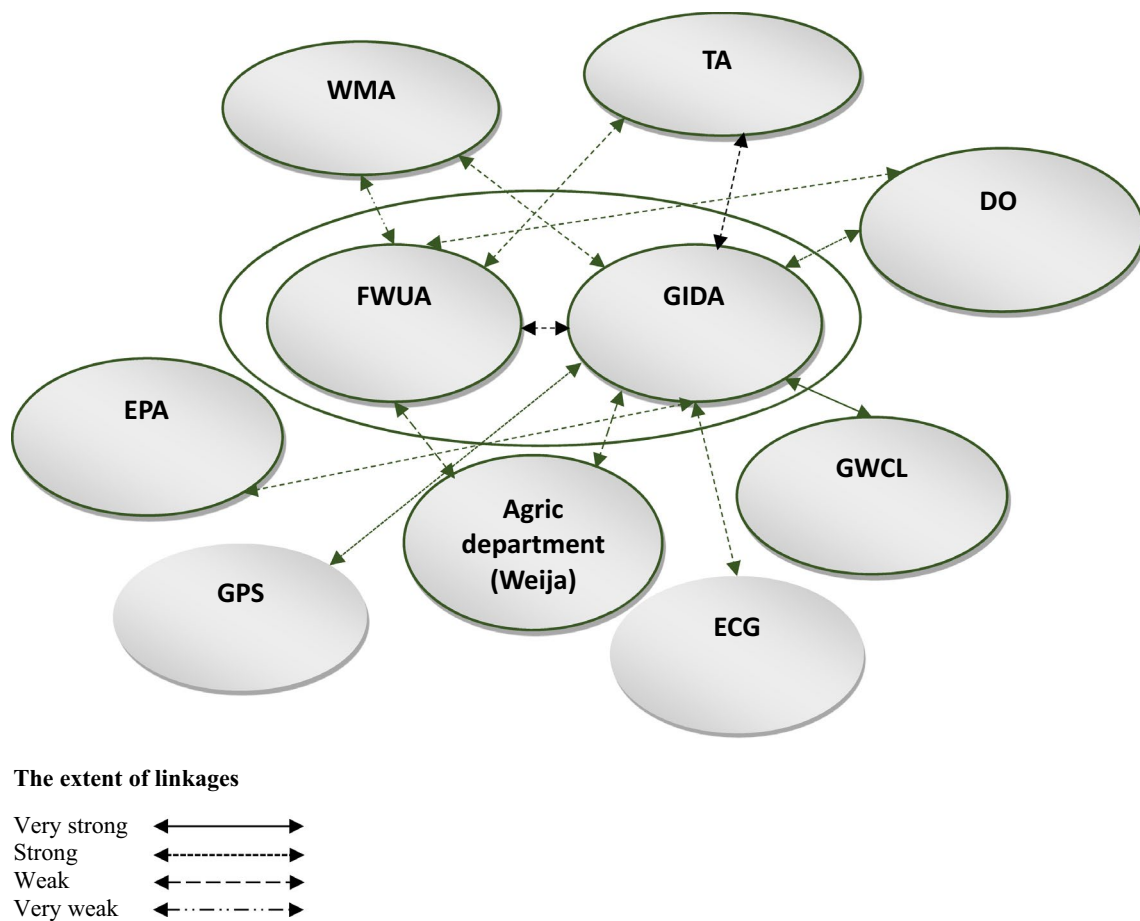 TA
WMA
DO
FWUA
GIDA
EPA
GWCL
Agric
department
(Weija)
GPS
ECG
The extent of linkages
Very strong
Strong
Weak
Very weak